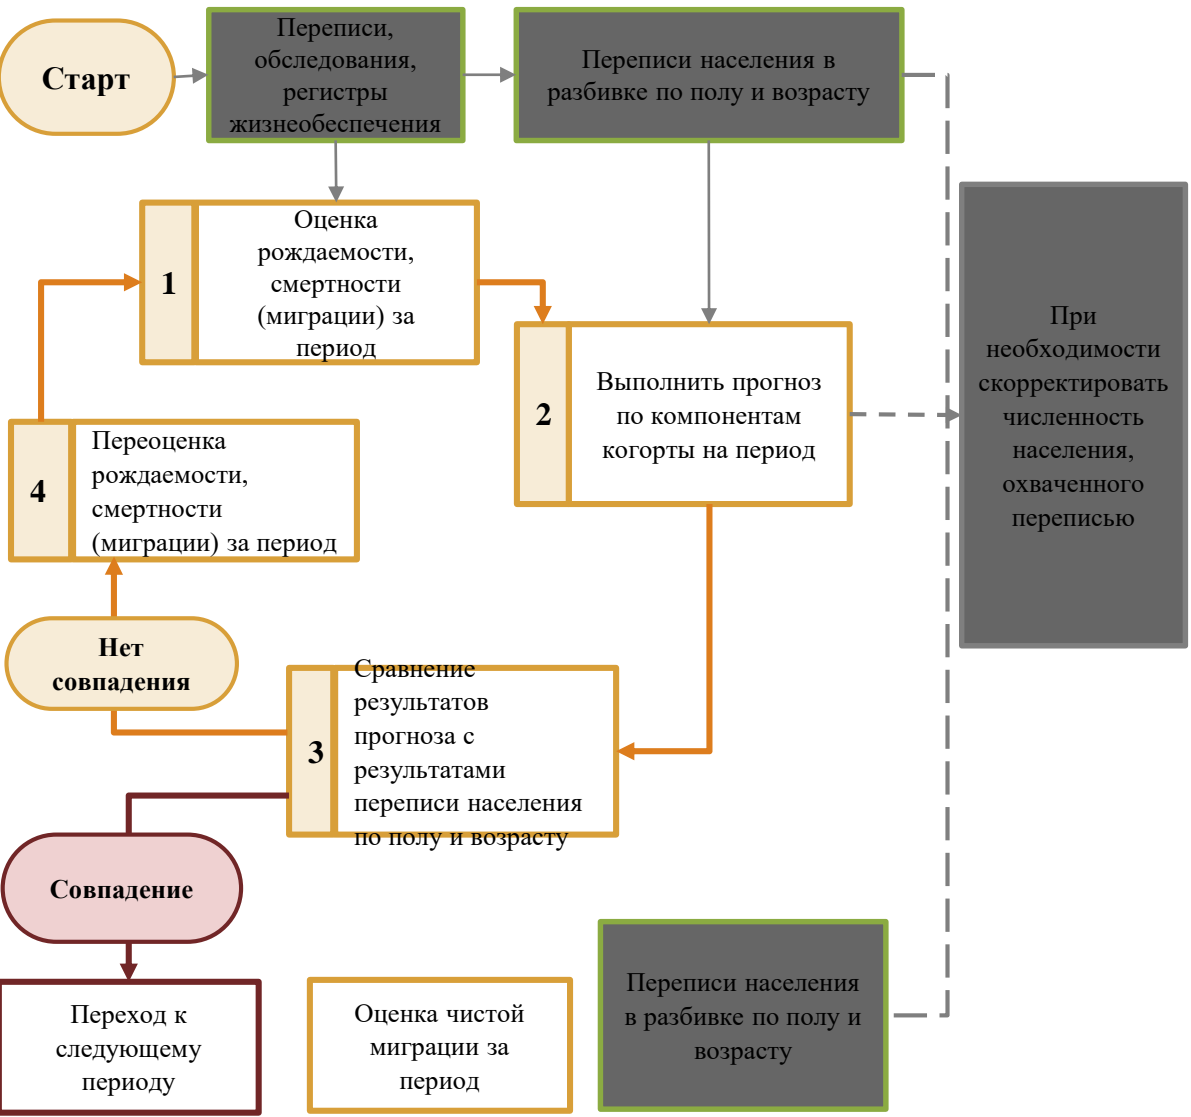 Старт
Переписи,
обследования,
регистры
жизнеобеспечения
Переписи населения в
разбивке по полу и возрасту
1
Оценка
рождаемости,
смертности
(миграции) за
период
2
Выполнить прогноз
по компонентам
когорты на период
При
необходимости
скорректировать
численность
населения,
охваченного
переписью
4
Переоценка
рождаемости,
смертности
(миграции) за период
Нет
совпадения
3
Сравнение
результатов
прогноза с
результатами
переписи населения
по полу и возрасту
Совпадение
Переход к
следующему
периоду
Оценка чистой
миграции за
период
Переписи населения
в разбивке по полу и
возрасту